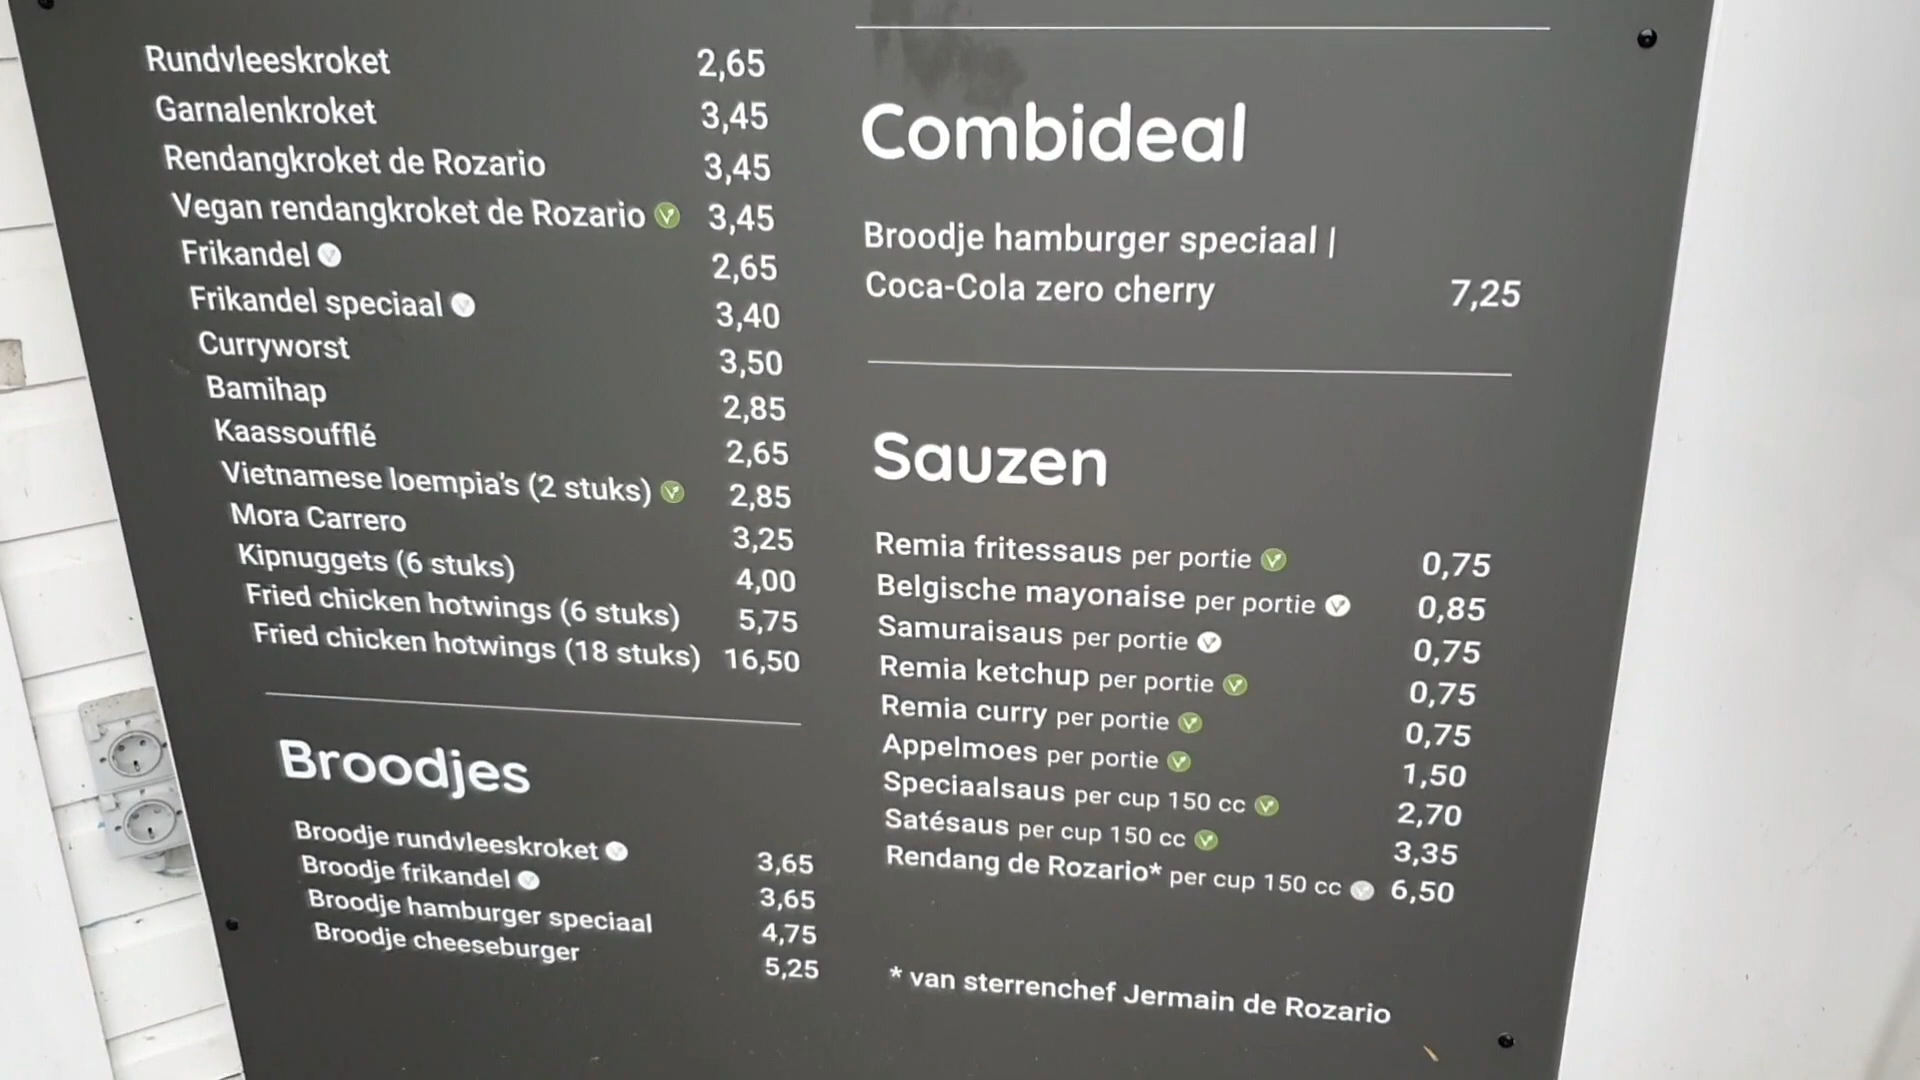 Rundvleeskroket 2,65
Garnalenkroket 3,45
Rendangkroket de Rozario 3,45
Vegan rendangkroket de Rozario 3,45
Frikandel 2,65
Frikandel speciaal 3,40
Curryworst 3,50
Bamihap 2,85
Kaassoufflé 2,65
Vietnamese loempia's (2 stuks) 2,85
Mora Carrero 3,25
Kipnuggets (6 stuks) 4,00
Fried chicken hotwings (6 stuks) 5,75
Fried chicken hotwings (18 stuks) 16,50
Broodjes
Broodje rundvleeskroket 3,65
Broodje frikandel 3,65
Broodje hamburger speciaal 4,75
Broodje cheeseburger 5,25
Combideal
Broodje hamburger speciaal |
Coca-Cola zero cherry 7,25
Sauzen
Remia fritessaus per portie 0,75
Belgische mayonaise per portie 0,85
Samuraisaus per portie 0,75
Remia ketchup per portie 0,75
Remia curry per portie 0,75
Appelmoes per portie 1,50
Speciaalsaus per cup 150 cc 2,70
Satésaus per cup 150 cc 3,35
Rendang de Rozario* per cup 150 cc 6,50
* van sterrenchef Jermain de Rozario